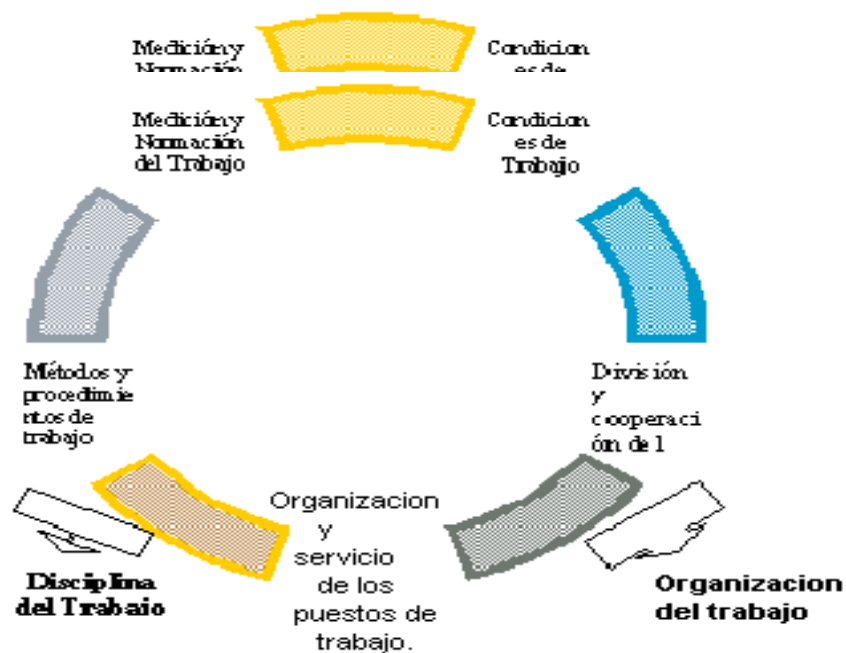 Medición y
Normación
Condicion
es de
Medición y
Normación
del Trabajo
Condicion
es de
Trabajo
Métodos y
procedimie
ntos de
trabajo
División
y
cooperaci
ón del
Organizacion
y
servicio
de los
puestos de
trabajo.
Disciplina
del Trabajo
Organizacion
del trabajo